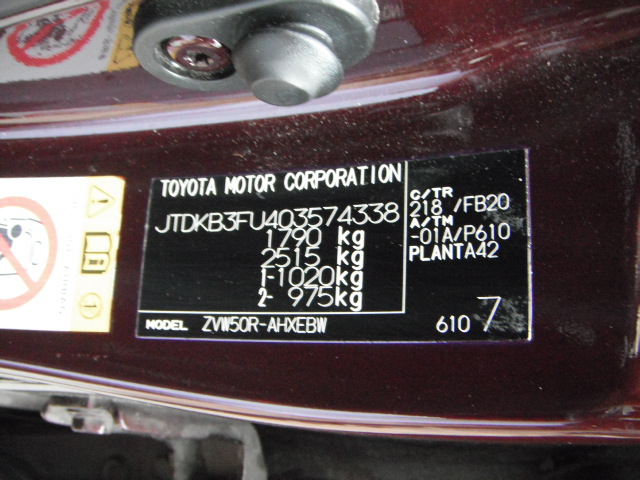 TOYOTA MOTOR CORPORATION
JTDKB3FU403574338
1790 kg
2515 kg
1-1020kg
2- 975kg
C/TR
218 /FB20
A/TM
-01A/P610
PLANTA42
MODEL ZVW50R-AHXEBW
610 7